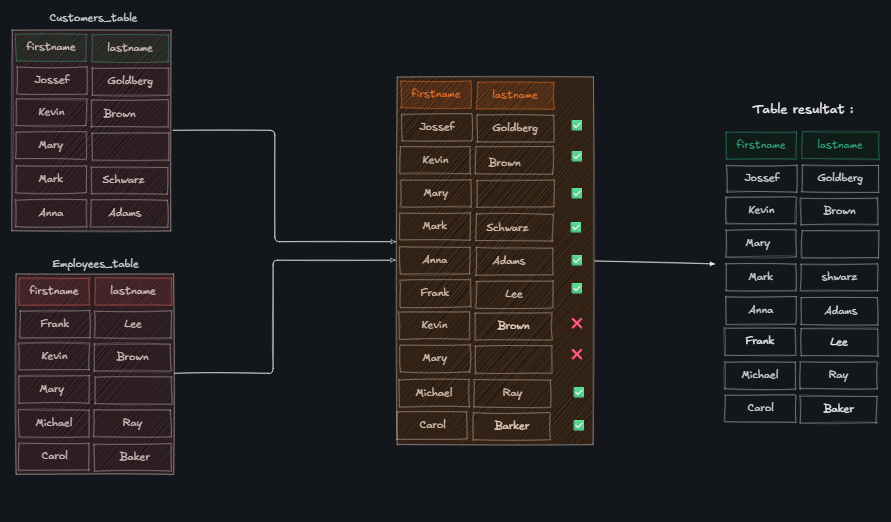 Customers_table
firstname lastname
Jossef Goldberg
Kevin Brown
Mary
Mark Schwarz
Anna Adams
Employees_table
firstname lastname
Frank Lee
Kevin Brown
Mary
Michael Ray
Carol Baker
firstname lastname
Jossef Goldberg
Kevin Brown
Mary
Mark Schwarz
Anna Adams
Frank Lee
Kevin Brown
Mary
Michael Ray
Carol Barker
Table resultat :
firstname lastname
Jossef Goldberg
Kevin Brown
Mary
Mark shwarz
Anna Adams
Frank Lee
Michael Ray
Carol Baker